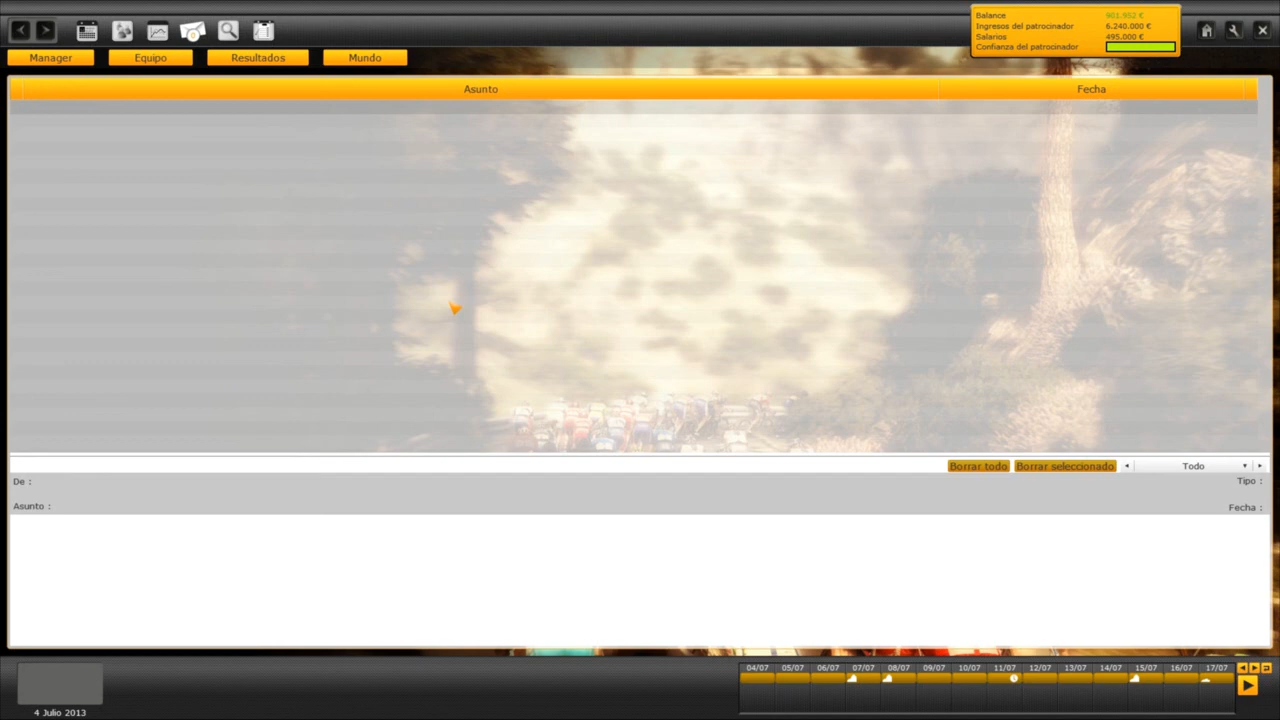 Balance 901.952 €
Ingresos del patrocinador 6.240.000 €
Salarios 495.000 €
Confianza del patrocinador
Manager Equipo Resultados Mundo
Asunto Fecha
Borrar todo Borrar seleccionado Todo
De : Tipo :
Asunto : Fecha :
04/07 05/07 06/07 07/07 08/07 09/07 10/07 11/07 12/07 13/07 14/07 15/07 16/07 17/07
4 Julio 2013